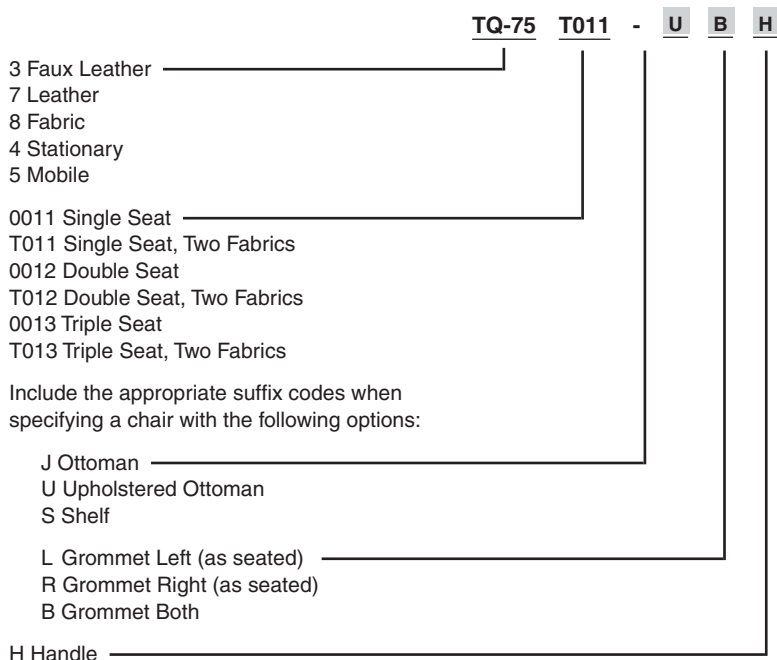 TQ-75 T011 - U B H
3 Faux Leather
7 Leather
8 Fabric
4 Stationary
5 Mobile
0011 Single Seat
T011 Single Seat, Two Fabrics
0012 Double Seat
T012 Double Seat, Two Fabrics
0013 Triple Seat
T013 Triple Seat, Two Fabrics
Include the appropriate suffix codes when
specifying a chair with the following options:
J Ottoman
U Upholstered Ottoman
S Shelf
L Grommet Left (as seated)
R Grommet Right (as seated)
B Grommet Both
H Handle